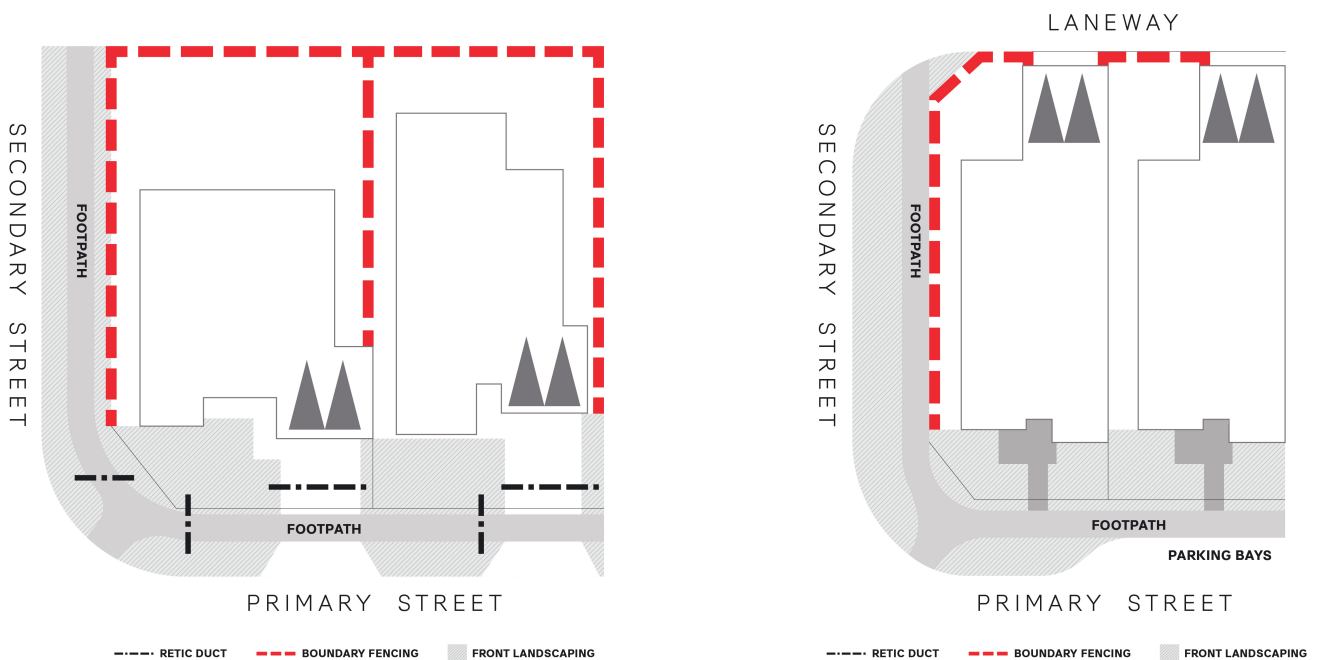 LANEWAY
SECONDARY STREET
FOOTPATH
FOOTPATH
PRIMARY STREET
RETIC DUCT
BOUNDARY FENCING
FRONT LANDSCAPING
SECONDARY STREET
FOOTPATH
FOOTPATH
PARKING BAYS
PRIMARY STREET
RETIC DUCT
BOUNDARY FENCING
FRONT LANDSCAPING